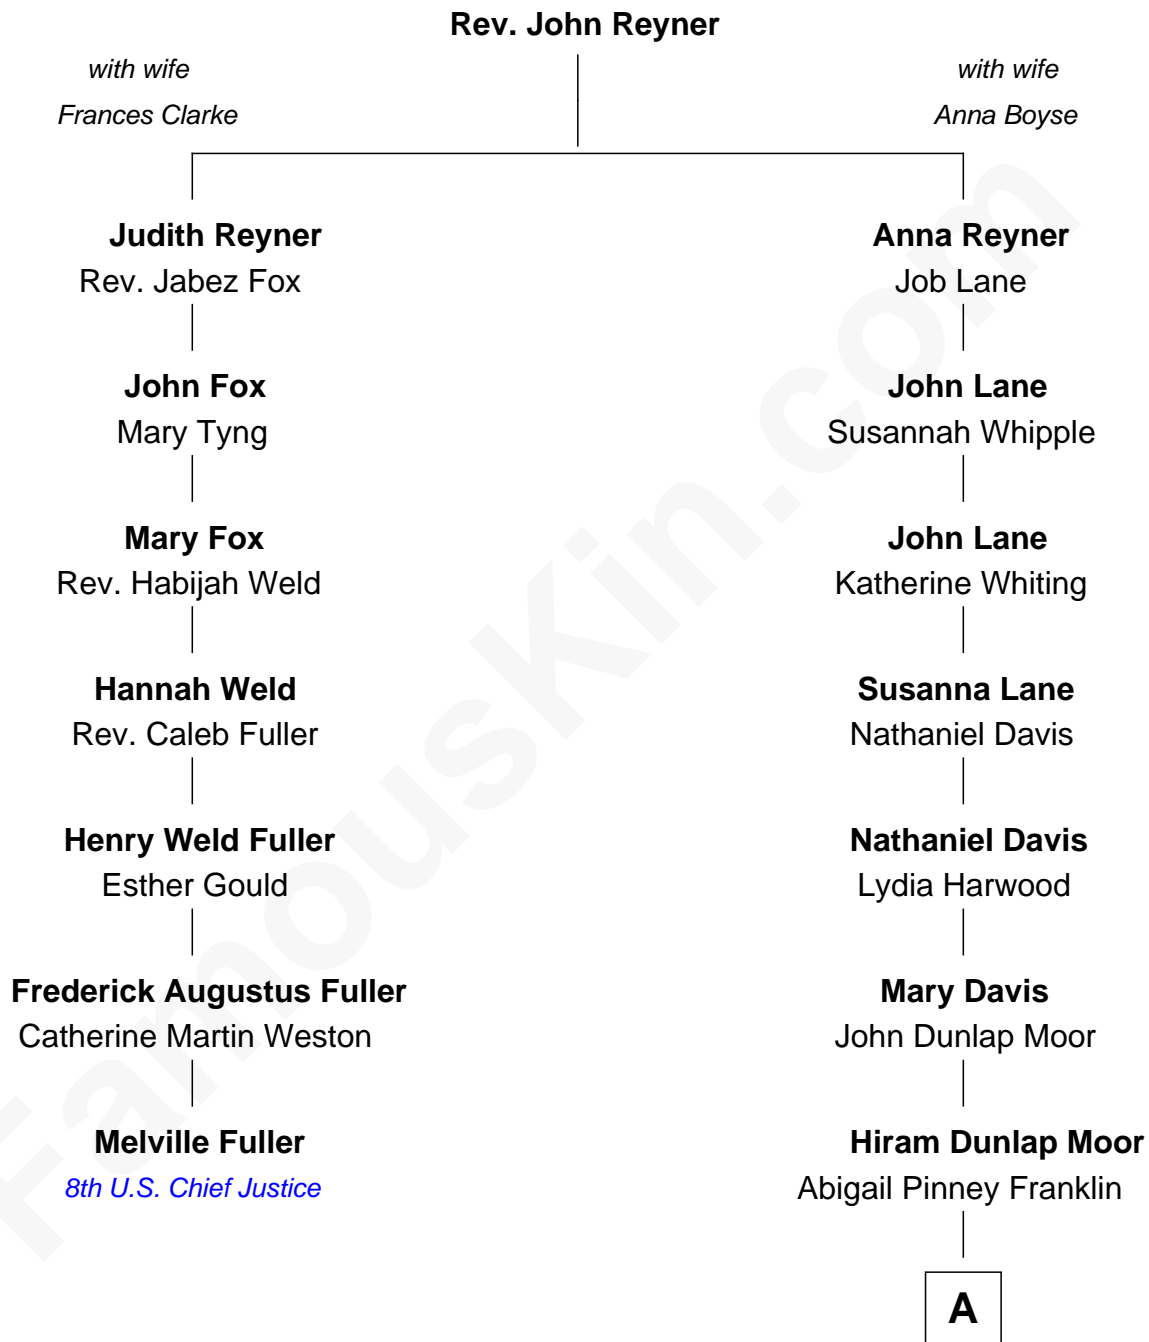 Rev. John Reyner
with wife
Frances Clarke
with wife
Anna Boyse
Judith Reyner
Rev. Jabez Fox
Anna Reyner
Job Lane
John Fox
Mary Tyng
John Lane
Susannah Whipple
Mary Fox
Rev. Habijah Weld
John Lane
Katherine Whiting
Hannah Weld
Rev. Caleb Fuller
Susanna Lane
Nathaniel Davis
Henry Weld Fuller
Esther Gould
Nathaniel Davis
Lydia Harwood
Frederick Augustus Fuller
Catherine Martin Weston
Mary Davis
John Dunlap Moor
Melville Fuller
8th U.S. Chief Justice
Hiram Dunlap Moor
Abigail Pinney Franklin
A
FamousKin.com